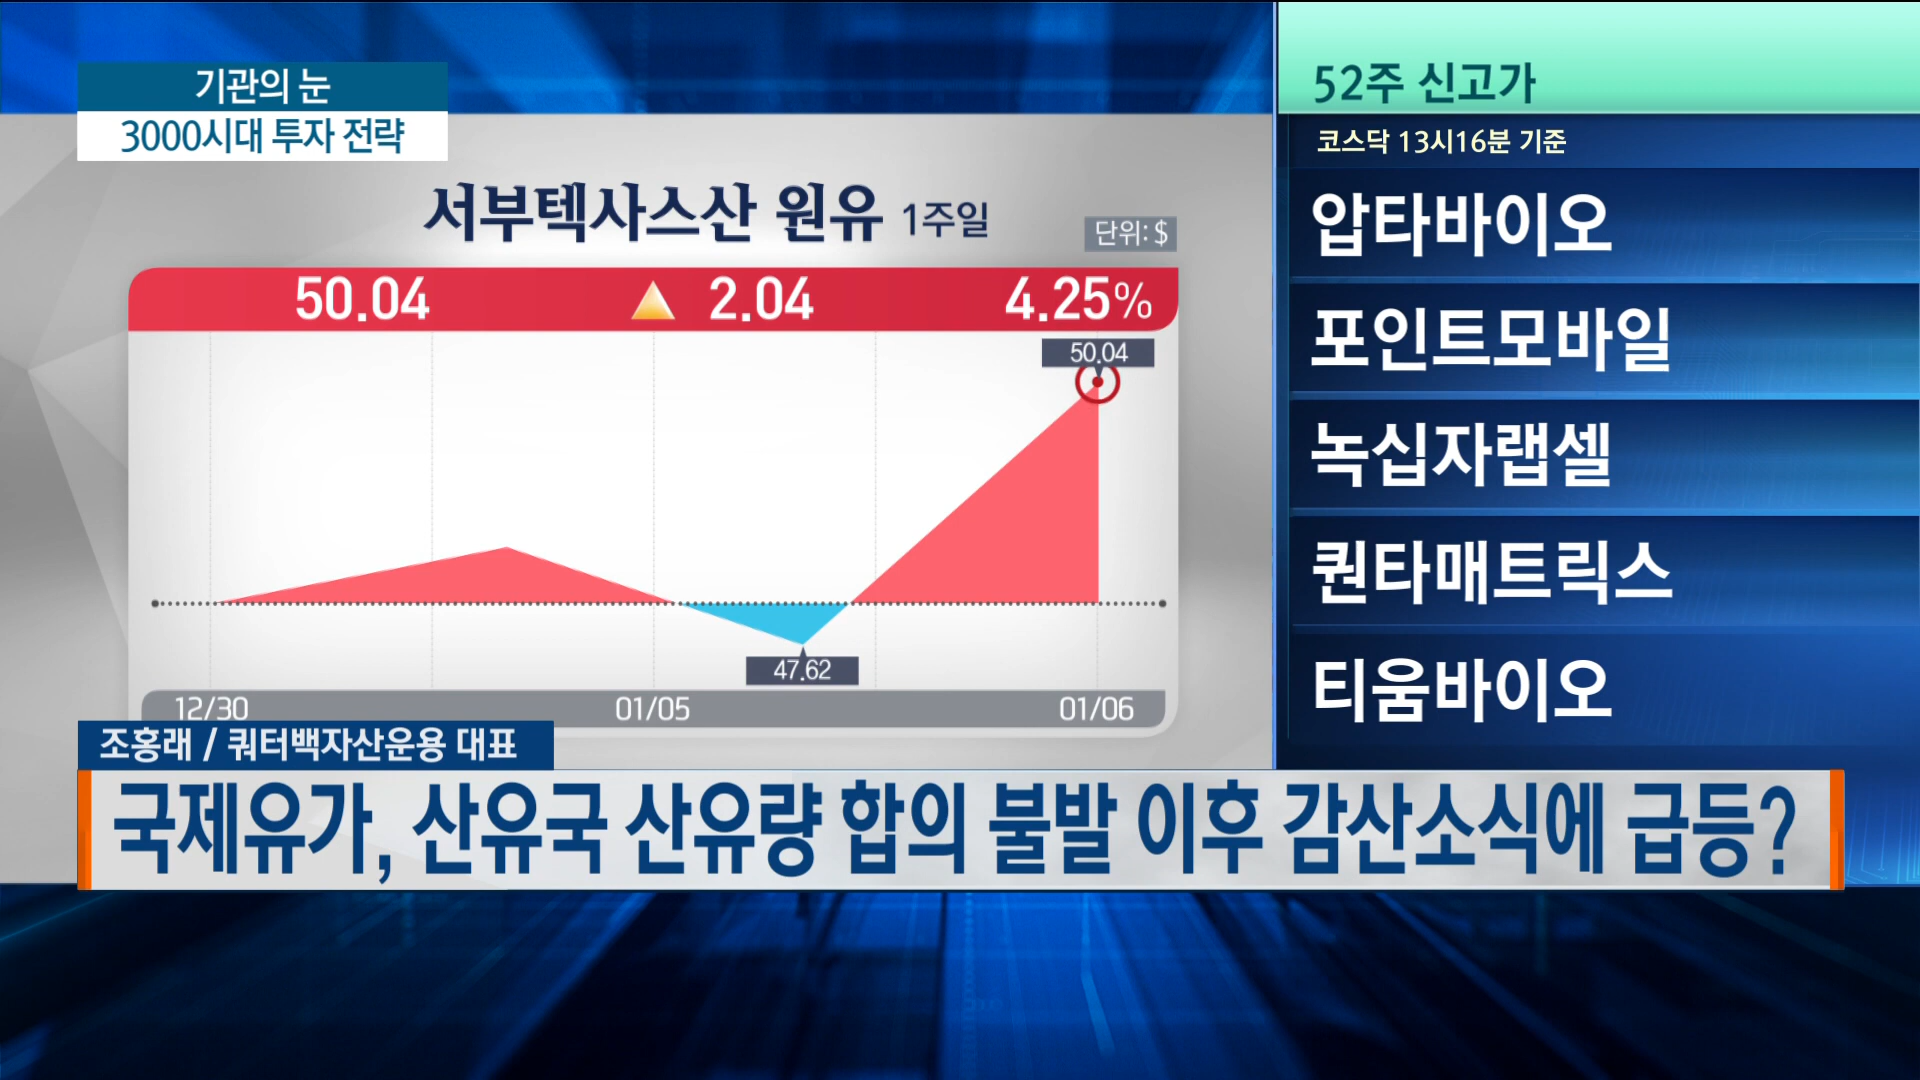 기관의 눈
3000시대 투자 전략
서부텍사스산 원유 1주일
단위: $
50.04 ▲ 2.04 4.25%
50.04
47.62
12/30 01/05 01/06
52주 신고가
코스닥 13시16분 기준
압타바이오
포인트모바일
녹십자랩셀
퀀타매트릭스
티움바이오
조홍래 / 쿼터백자산운용 대표
국제유가, 산유국 산유량 합의 불발 이후 감산소식에 급등?